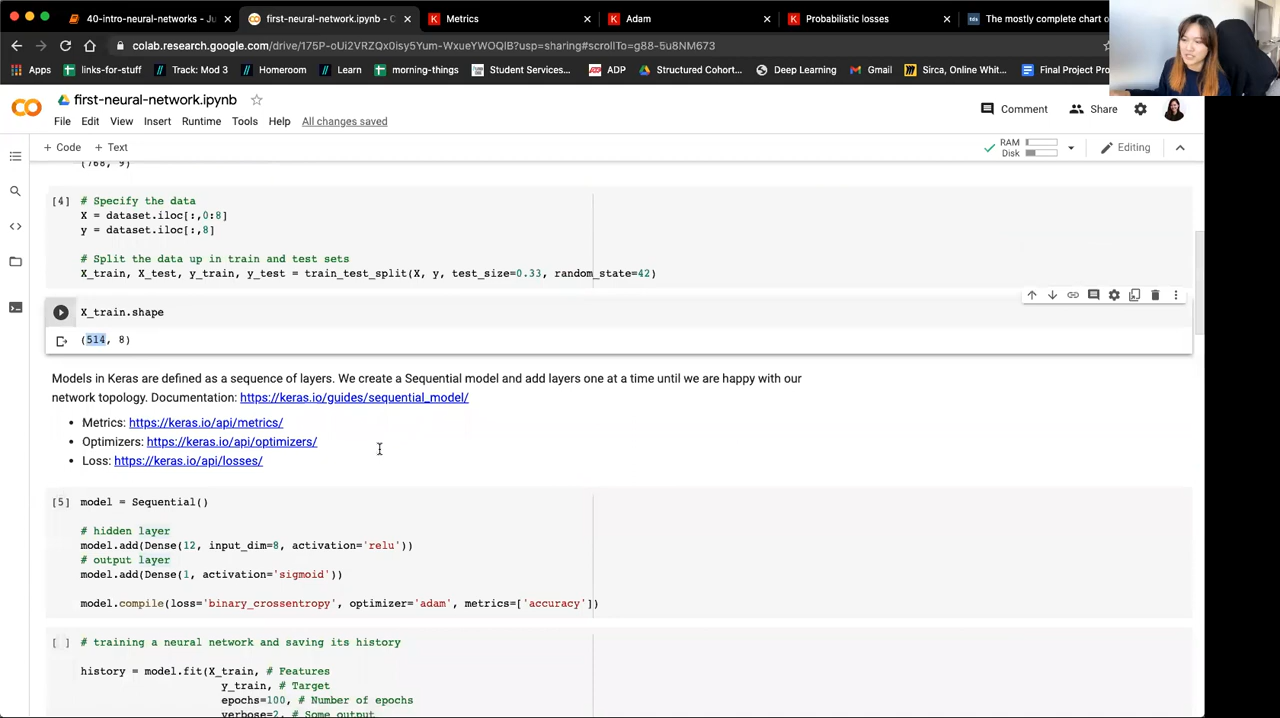 40-intro-neural-networks - Ju
first-neural-network.ipynb - C
Metrics
Adam
Probabilistic losses
The mostly complete chart o
colab.research.google.com/drive/175P-oUi2VRZQx0isy5Yum-WxueYWOQIB?usp=sharing#scrollTo=g88-5u8NM673
Apps
links-for-stuff
Track: Mod 3
Homeroom
Learn
morning-things
Student Services...
ADP
Structured Cohort...
Deep Learning
Gmail
Sirca, Online Whit...
Final Project Pro
first-neural-network.ipynb
Comment
Share
File Edit View Insert Runtime Tools Help All changes saved
+ Code + Text
RAM
Disk
Editing
(768, 9)
[4] # Specify the data
X = dataset.iloc[:,0:8]
y = dataset.iloc[:,8]
# Split the data up in train and test sets
X_train, X_test, y_train, y_test = train_test_split(X, y, test_size=0.33, random_state=42)
X_train.shape
(514, 8)
Models in Keras are defined as a sequence of layers. We create a Sequential model and add layers one at a time until we are happy with our
network topology. Documentation: https://keras.io/guides/sequential_model/
• Metrics: https://keras.io/api/metrics/
• Optimizers: https://keras.io/api/optimizers/
• Loss: https://keras.io/api/losses/
[5] model = Sequential()
# hidden layer
model.add(Dense(12, input_dim=8, activation='relu'))
# output layer
model.add(Dense(1, activation='sigmoid'))
model.compile(loss='binary_crossentropy', optimizer='adam', metrics=['accuracy'])
[ ] # training a neural network and saving its history
history = model.fit(X_train, # Features
y_train, # Target
epochs=100, # Number of epochs
verbose=2, # Some output